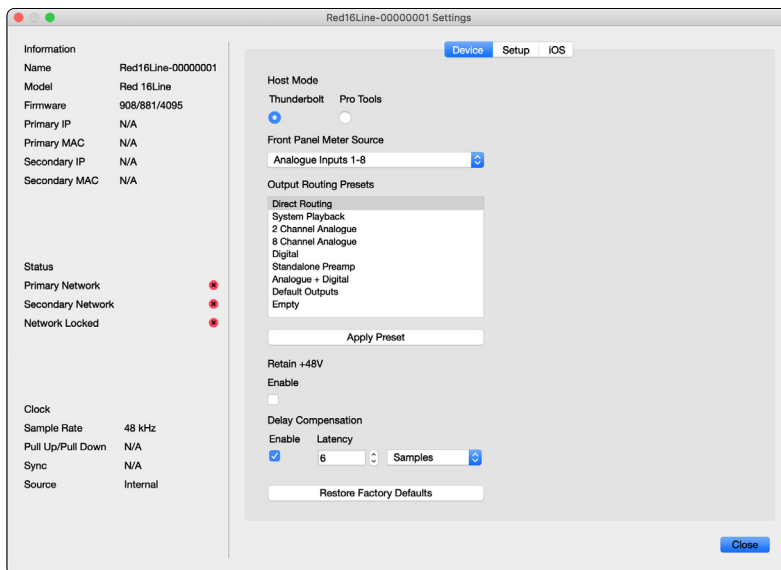 Red16Line-00000001 Settings
Information
Name Red16Line-00000001
Model Red 16Line
Firmware 908/881/4095
Primary IP N/A
Primary MAC N/A
Secondary IP N/A
Secondary MAC N/A
Status
Primary Network
Secondary Network
Network Locked
Clock
Sample Rate 48 kHz
Pull Up/Pull Down N/A
Sync N/A
Source Internal
Device Setup iOS
Host Mode
Thunderbolt Pro Tools
Front Panel Meter Source
Analogue Inputs 1-8
Output Routing Presets
Direct Routing
System Playback
2 Channel Analogue
8 Channel Analogue
Digital
Standalone Preamp
Analogue + Digital
Default Outputs
Empty
Apply Preset
Retain +48V
Enable
Delay Compensation
Enable Latency
6 Samples
Restore Factory Defaults
Close